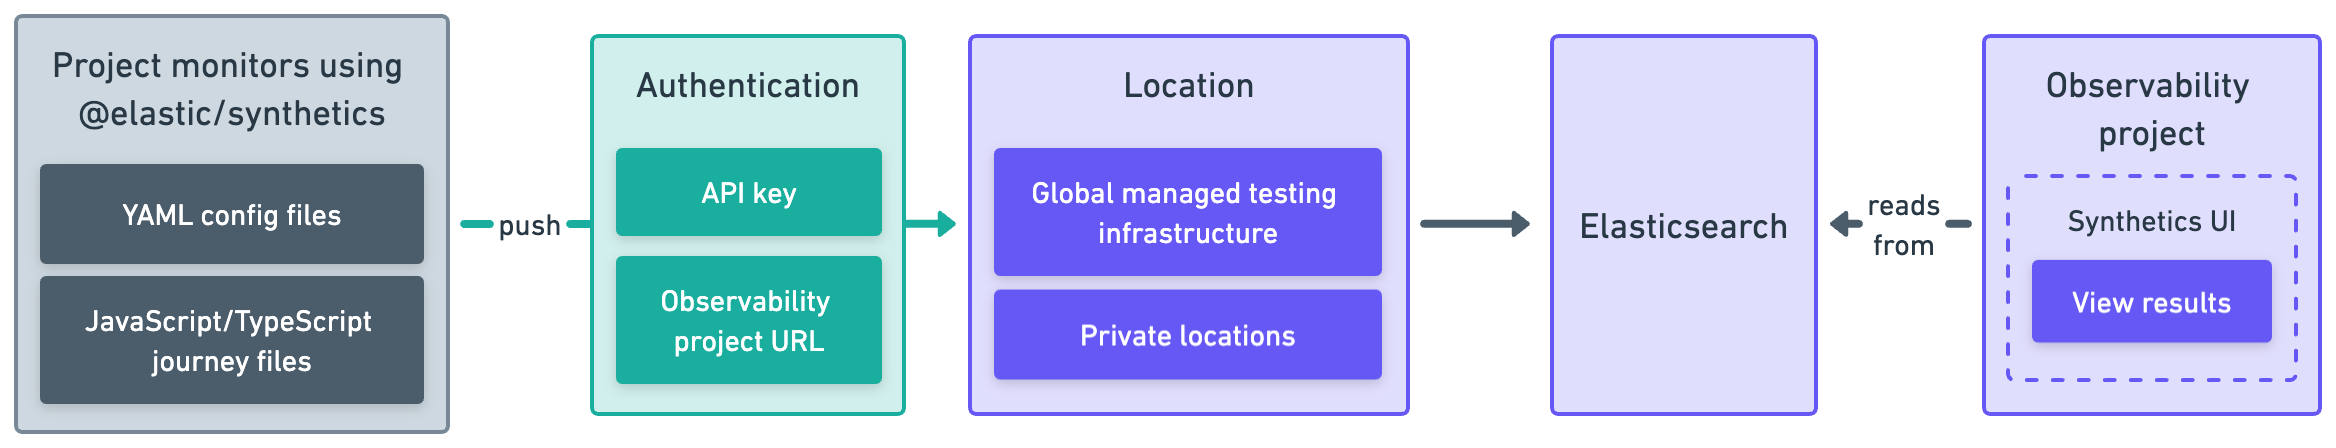 Project monitors using
@elastic/synthetics
YAML config files
JavaScript/TypeScript
journey files
push
Authentication
API key
Observability
project URL
Location
Global managed testing
infrastructure
Private locations
Elasticsearch
reads
from
Observability
project
Synthetics UI
View results